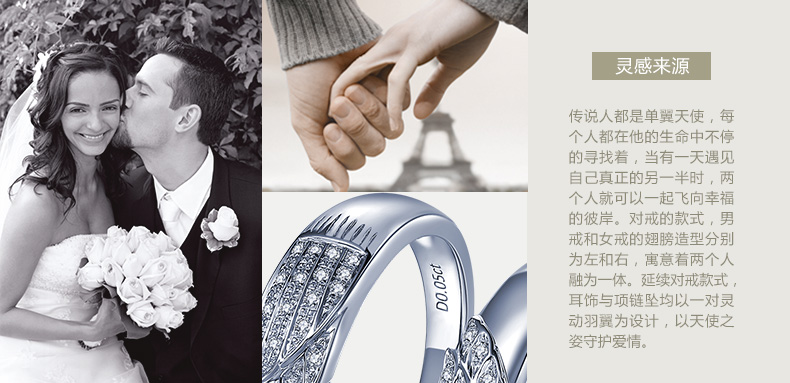 灵感来源
传说人都是单翼天使，每
个人都在他的生命中不停
的寻找着，当有一天遇见
自己真正的另一半时，两
个人就可以一起飞向幸福
的彼岸。对戒的款式，男
戒和女戒的翅膀造型分别
为左和右，寓意着两个人
融为一体。延续对戒款式，
耳饰与项链坠均以一对灵
动羽翼为设计，以天使之
姿守护爱情。
D0.05ct